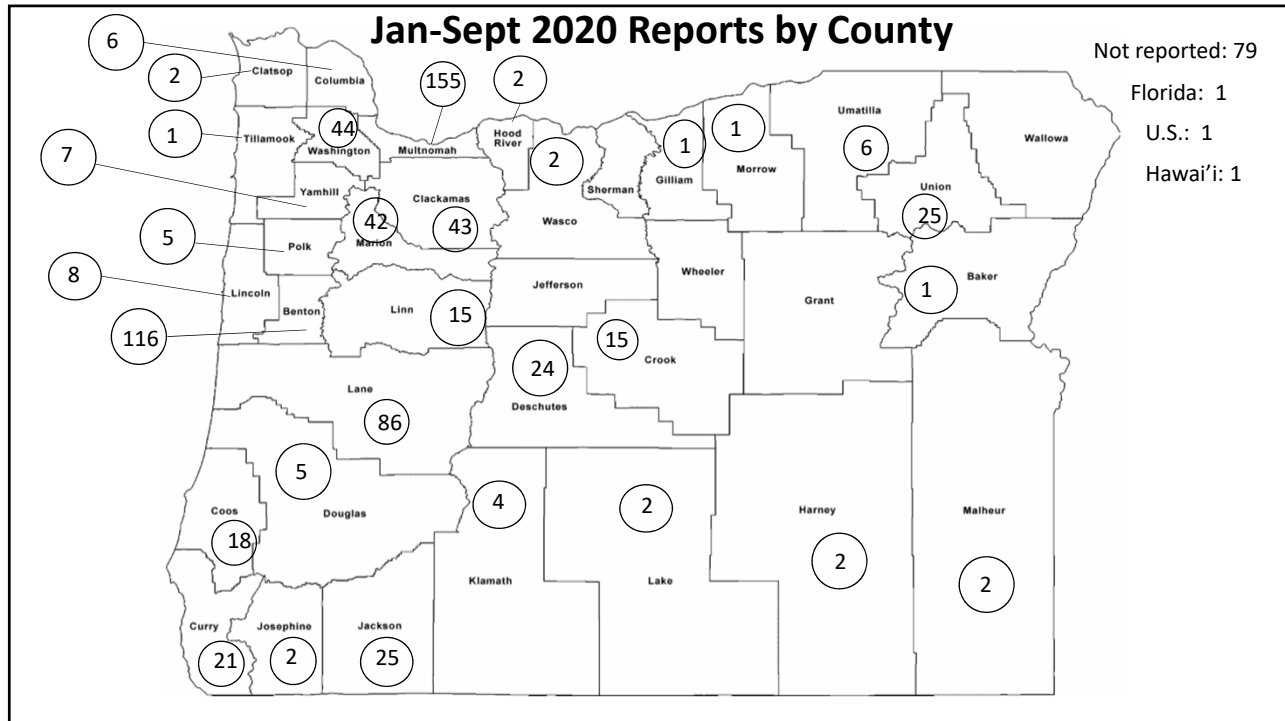 Jan-Sept 2020 Reports by County
Not reported: 79
Florida: 1
U.S.: 1
Hawai’i: 1
6
2
1
7
5
8
116
155
2
Clatsop
Columbia
Tillamook
44
Washington
Multnomah
Hood
River
2
Sherman
1
Gilliam
1
Morrow
Umatilla
6
Wallowa
Union
25
Yamhill
Clackamas
42
43
Marion
Wasco
Polk
Wheeler
Baker
1
Lincoln
Benton
Linn
15
Jefferson
Grant
15
Crook
24
Deschutes
Lane
86
5
Douglas
Coos
18
4
Klamath
2
Lake
Harney
2
Malheur
2
Curry
21
Josephine
2
Jackson
25